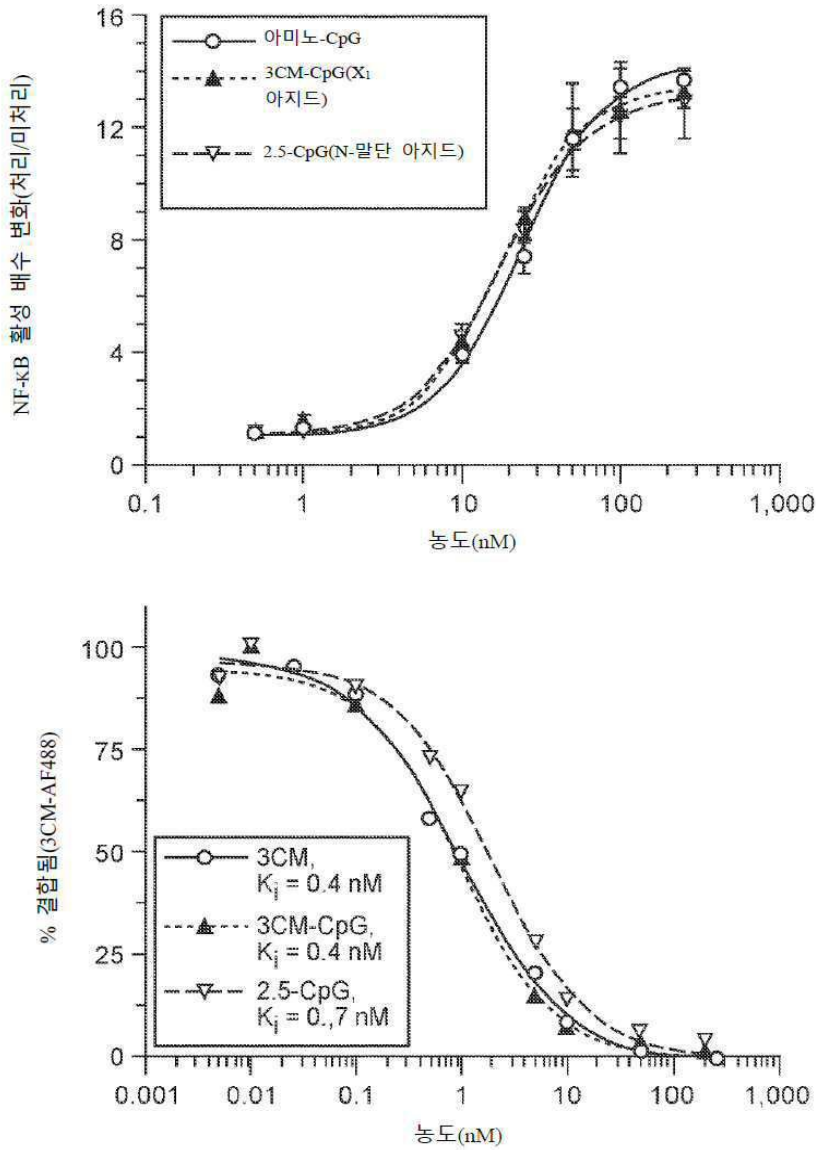 16
12
8
4
0
NF-κB 활성 배수 변화(처리/미처리)
아미노-CpG
3CM-CpG(X₁
아지드)
2.5-CpG(N-말단 아지드)
0.1 1 10 100 1,000
농도(nM)
100
75
50
25
0
% 결합됨(3CM-AF488)
3CM,
Kᵢ = 0.4 nM
3CM-CpG,
Kᵢ = 0.4 nM
2.5-CpG,
Kᵢ = 0.,7 nM
0.001 0.01 0.1 1 10 100 1,000
농도(nM)